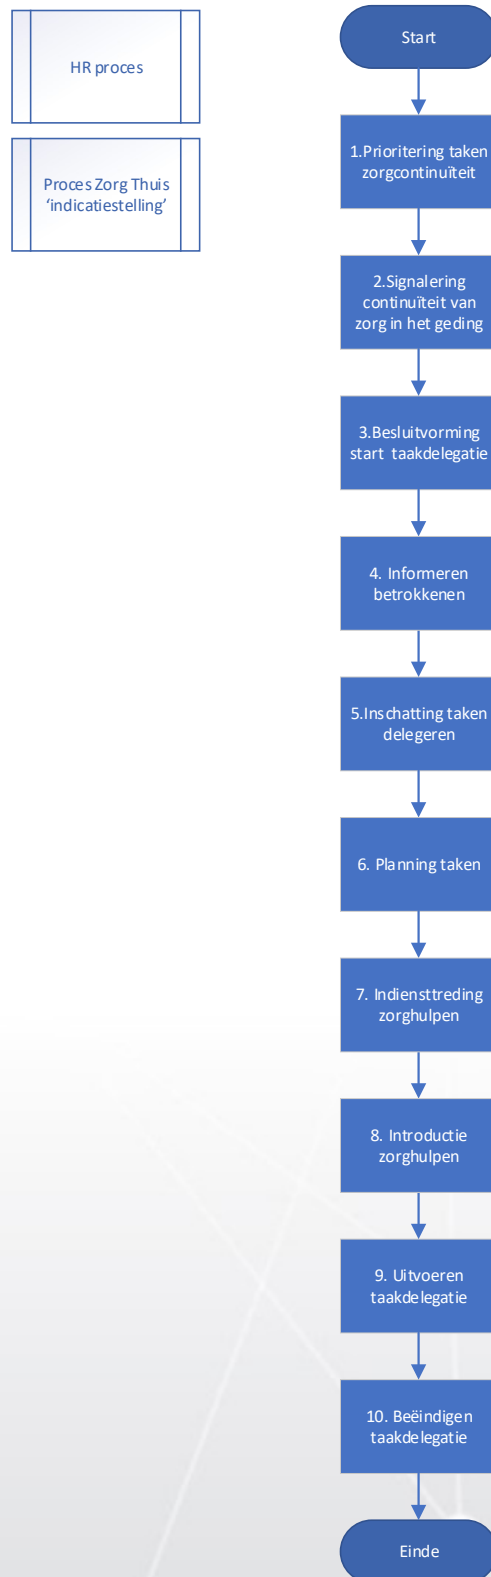 HR proces
Proces Zorg Thuis
‘indicatiestelling’
Start
1.Prioritering taken
zorgcontinuïteit
2.Signalering
continuïteit van
zorg in het geding
3.Besluitvorming
start taakdelegatie
4. Informeren
betrokkenen
5.Inschatting taken
delegeren
6. Planning taken
7. Indiensttreding
zorghulpen
8. Introductie
zorghulpen
9. Uitvoeren
taakdelegatie
10. Beëindigen
taakdelegatie
Einde